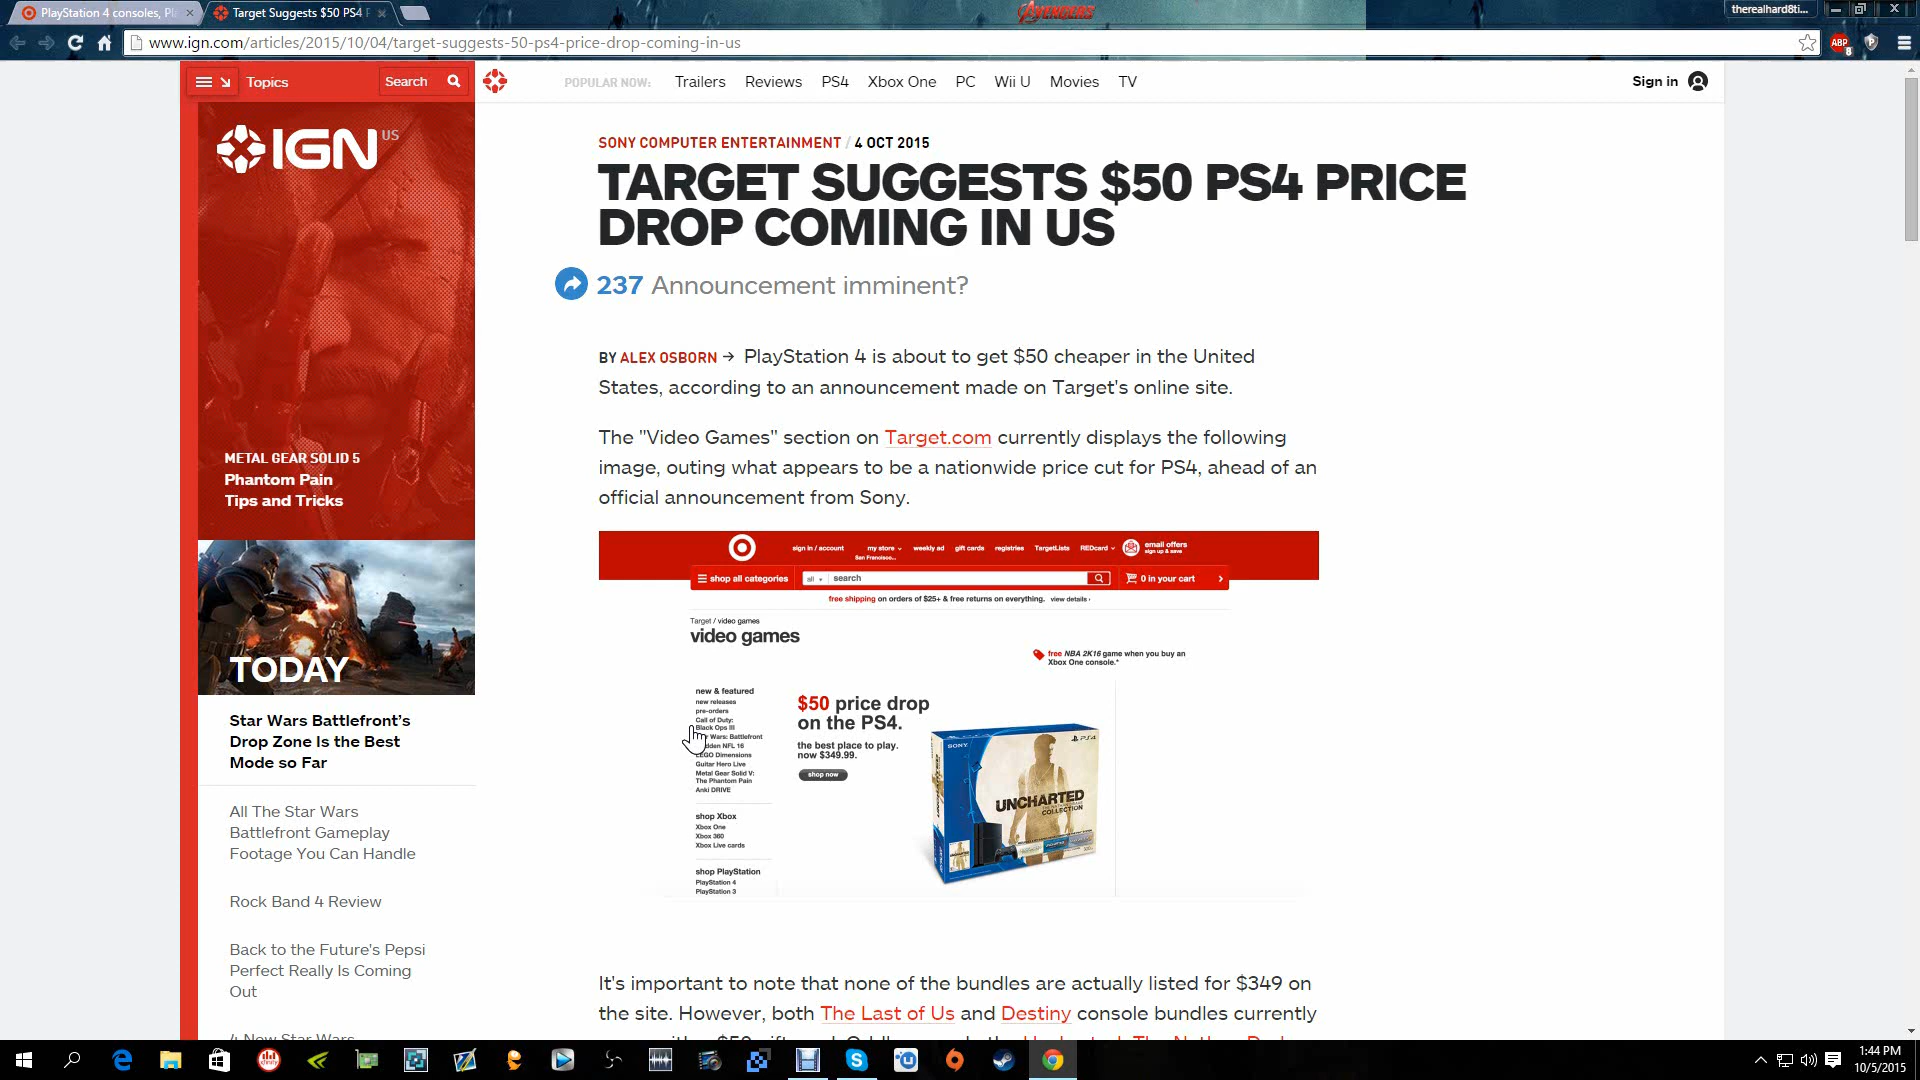 PlayStation 4 consoles, Pl
Target Suggests $50 PS4 P
AVENGERS
therealhard8ti...
www.ign.com/articles/2015/10/04/target-suggests-50-ps4-price-drop-coming-in-us
ABP
8
Topics
Search
POPULAR NOW:
Trailers
Reviews
PS4
Xbox One
PC
Wii U
Movies
TV
Sign in
IGN US
METAL GEAR SOLID 5
Phantom Pain
Tips and Tricks
TODAY
Star Wars Battlefront's
Drop Zone Is the Best
Mode so Far
All The Star Wars
Battlefront Gameplay
Footage You Can Handle
Rock Band 4 Review
Back to the Future's Pepsi
Perfect Really Is Coming
Out
4 New Star Wars
SONY COMPUTER ENTERTAINMENT / 4 OCT 2015
TARGET SUGGESTS $50 PS4 PRICE
DROP COMING IN US
237 Announcement imminent?
BY ALEX OSBORN → PlayStation 4 is about to get $50 cheaper in the United
States, according to an announcement made on Target's online site.
The "Video Games" section on Target.com currently displays the following
image, outing what appears to be a nationwide price cut for PS4, ahead of an
official announcement from Sony.
sign in / account
my store
San Francisco...
weekly ad
gift cards
registries
TargetLists
REDcard
email offers
sign up & save
shop all categories
all
search
0 in your cart
free shipping on orders of $25+ & free returns on everything. view details
Target / video games
video games
free NBA 2K16 game when you buy an
Xbox One console.*
new & featured
new releases
pre-orders
Call of Duty:
Black Ops III
Wars: Battlefront
NFL 16
LEGO Dimensions
Guitar Hero Live
Metal Gear Solid V:
The Phantom Pain
Anki DRIVE
shop Xbox
Xbox One
Xbox 360
Xbox Live cards
shop PlayStation
PlayStation 4
PlayStation 3
$50 price drop
on the PS4.
the best place to play.
now $349.99.
shop now
SONY
PS4
UNCHARTED
COLLECTION
It's important to note that none of the bundles are actually listed for $349 on
the site. However, both The Last of Us and Destiny console bundles currently
1:44 PM
10/5/2015